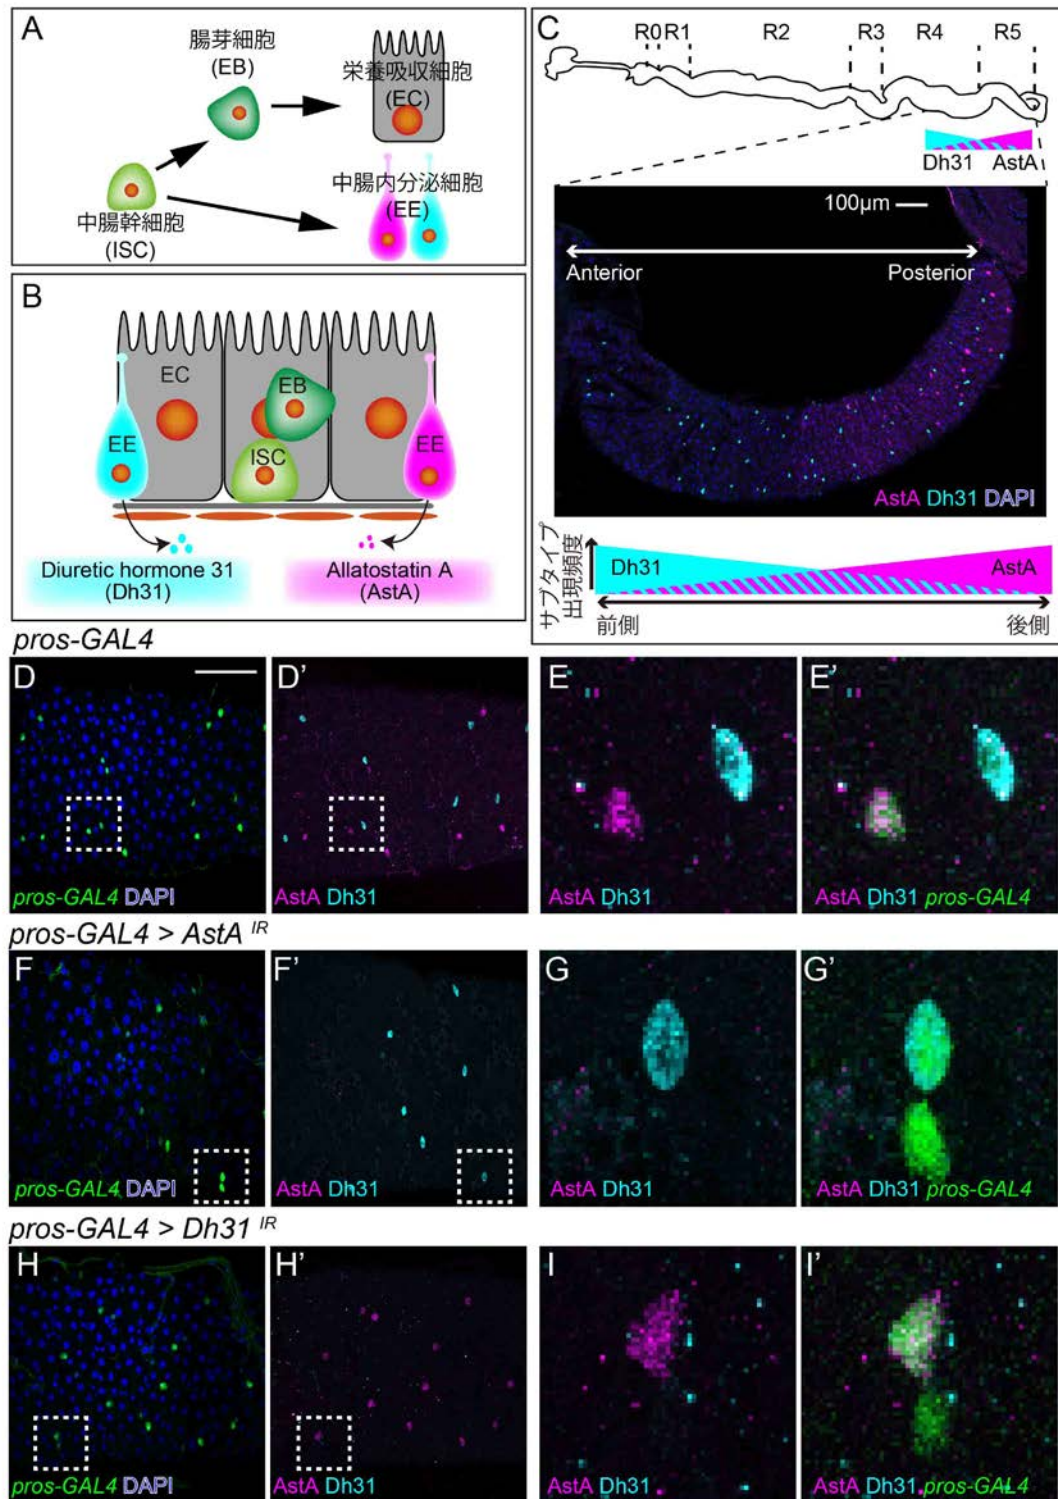 A
腸芽細胞
(EB)
栄養吸収細胞
(EC)
中腸幹細胞
(ISC)
中腸内分泌細胞
(EE)
B
EC
EB
EE
ISC
EE
Diuretic hormone 31
(Dh31)
Allatostatin A
(AstA)
C
R0 R1 R2 R3 R4 R5
Dh31 AstA
100μm
Anterior Posterior
AstA Dh31 DAPI
サブタイプ
出現頻度
Dh31 AstA
前側 後側
pros-GAL4
D
pros-GAL4 DAPI
D'
AstA Dh31
E
AstA Dh31
E'
AstA Dh31 pros-GAL4
pros-GAL4 > AstA IR
F
pros-GAL4 DAPI
F'
AstA Dh31
G
AstA Dh31
G'
AstA Dh31 pros-GAL4
pros-GAL4 > Dh31 IR
H
pros-GAL4 DAPI
H'
AstA Dh31
I
AstA Dh31
I'
AstA Dh31 pros-GAL4